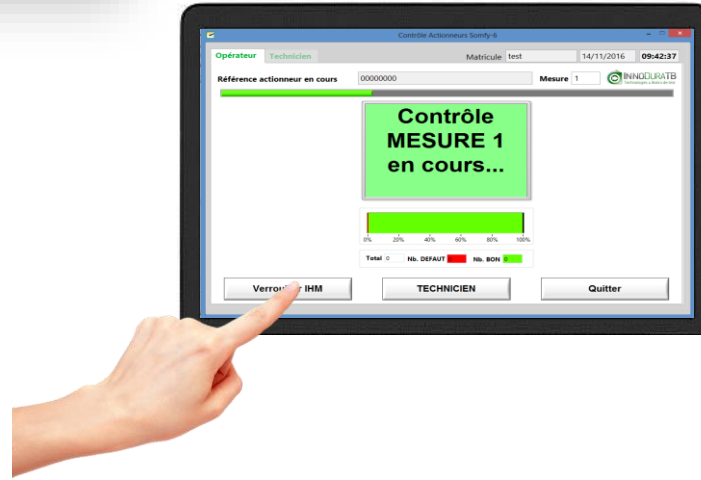 Contrôle Actionneurs Somfy-6
Opérateur Technicien Matricule test 14/11/2016 09:42:37
Référence actionneur en cours 00000000 Mesure 1 INNODURATB
Contrôle
MESURE 1
en cours...
0% 20% 40% 60% 80% 100%
Total 0 Nb. DEFAUT Nb. BON 0
IHM TECHNICIEN Quitter